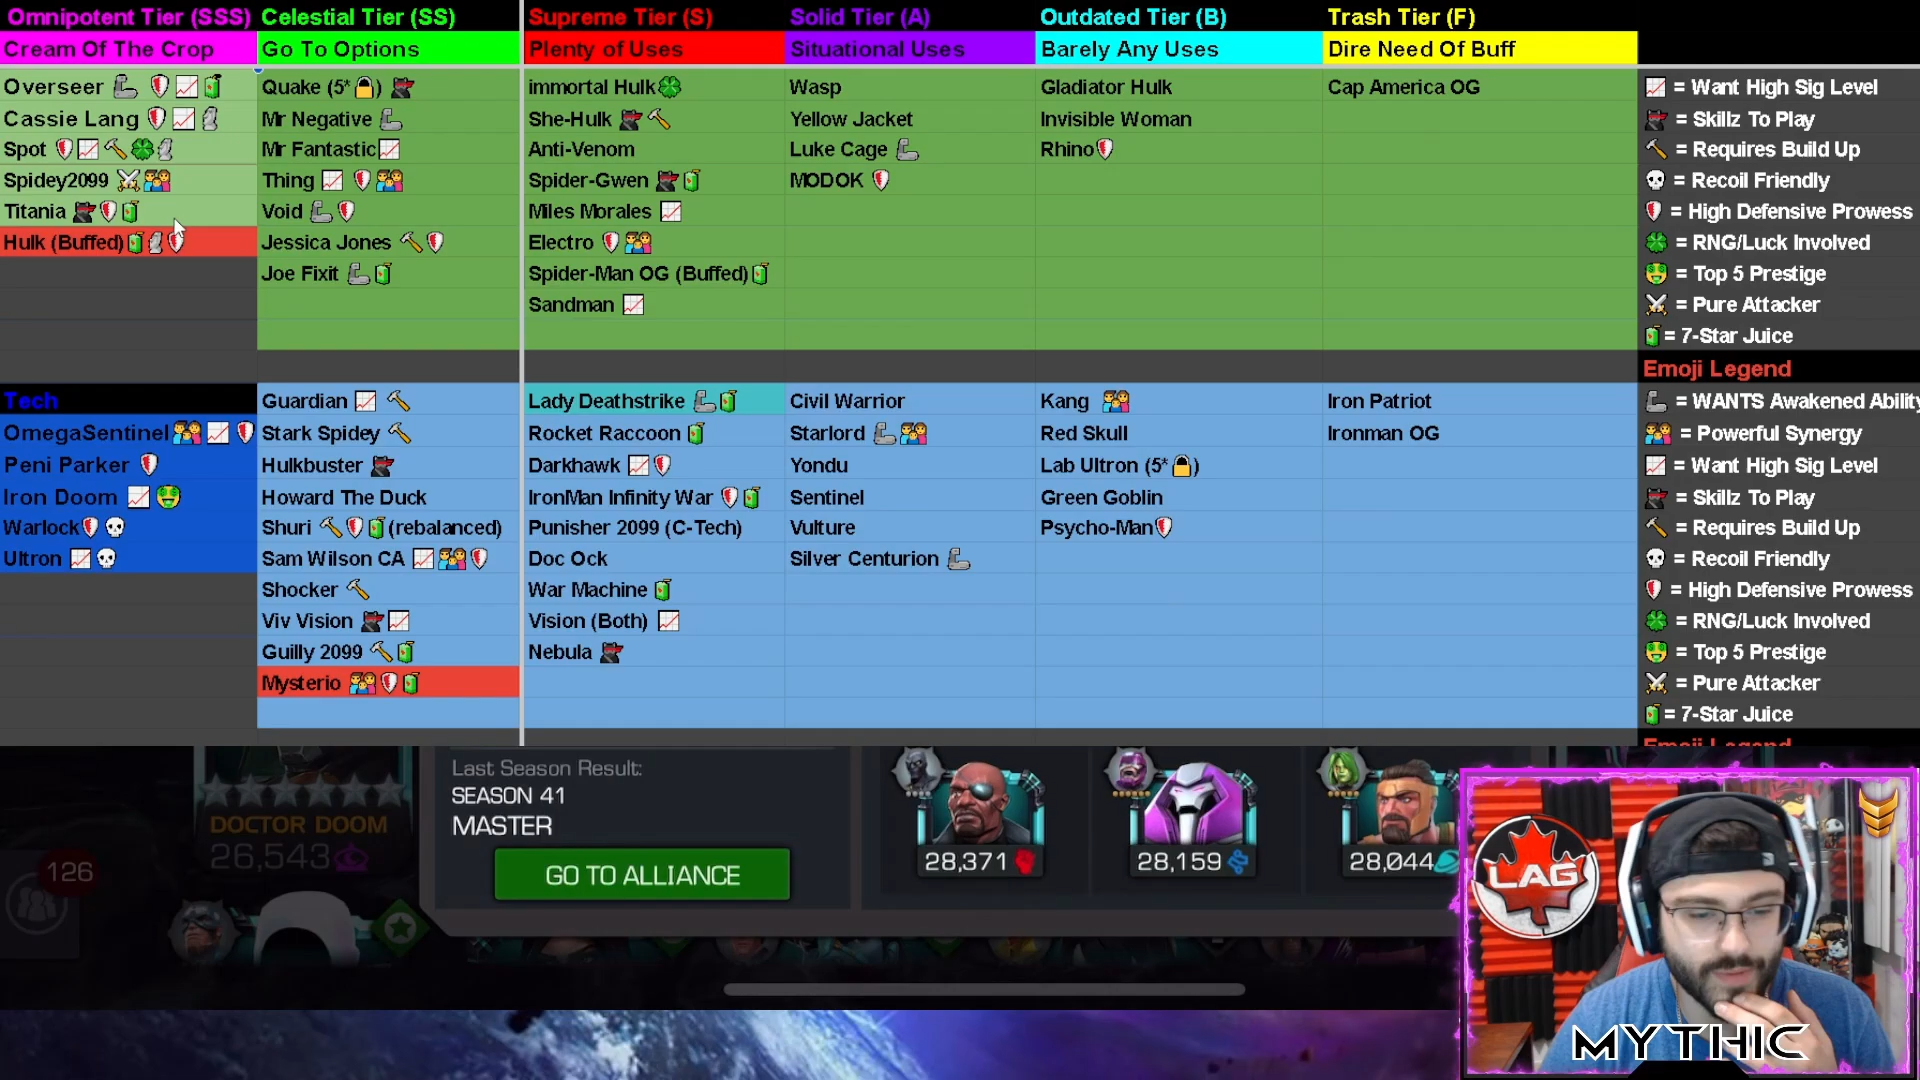 Omnipotent Tier (SSS) Celestial Tier (SS) Supreme Tier (S) Solid Tier (A) Outdated Tier (B) Trash Tier (F)
Cream Of The Crop Go To Options Plenty of Uses Situational Uses Barely Any Uses Dire Need Of Buff
Overseer Quake (5* ) immortal Hulk Wasp Gladiator Hulk Cap America OG = Want High Sig Level
Cassie Lang Mr Negative She-Hulk Yellow Jacket Invisible Woman = Skillz To Play
Spot Mr Fantastic Anti-Venom Luke Cage Rhino = Requires Build Up
Spidey2099 Thing Spider-Gwen MODOK = Recoil Friendly
Titania Void Miles Morales = High Defensive Prowess
Hulk (Buffed) Jessica Jones Electro = RNG/Luck Involved
Joe Fixit Spider-Man OG (Buffed) = Top 5 Prestige
Sandman = Pure Attacker
= 7-Star Juice
Emoji Legend
Tech Guardian Lady Deathstrike Civil Warrior Kang Iron Patriot = WANTS Awakened Ability
OmegaSentinel Stark Spidey Rocket Raccoon Starlord Red Skull Ironman OG = Powerful Synergy
Peni Parker Hulkbuster Darkhawk Yondu Lab Ultron (5* ) = Want High Sig Level
Iron Doom Howard The Duck IronMan Infinity War Sentinel Green Goblin = Skillz To Play
Warlock Shuri (rebalanced) Punisher 2099 (C-Tech) Vulture Psycho-Man = Requires Build Up
Ultron Sam Wilson CA Doc Ock Silver Centurion = Recoil Friendly
Shocker War Machine = High Defensive Prowess
Viv Vision Vision (Both) = RNG/Luck Involved
Guilly 2099 Nebula = Top 5 Prestige
Mysterio = Pure Attacker
= 7-Star Juice
Emoji Legend
Last Season Result:
SEASON 41
MASTER
DOCTOR DOOM
26,543
126
GO TO ALLIANCE
28,371 28,159 28,044
LAG
MYTHIC